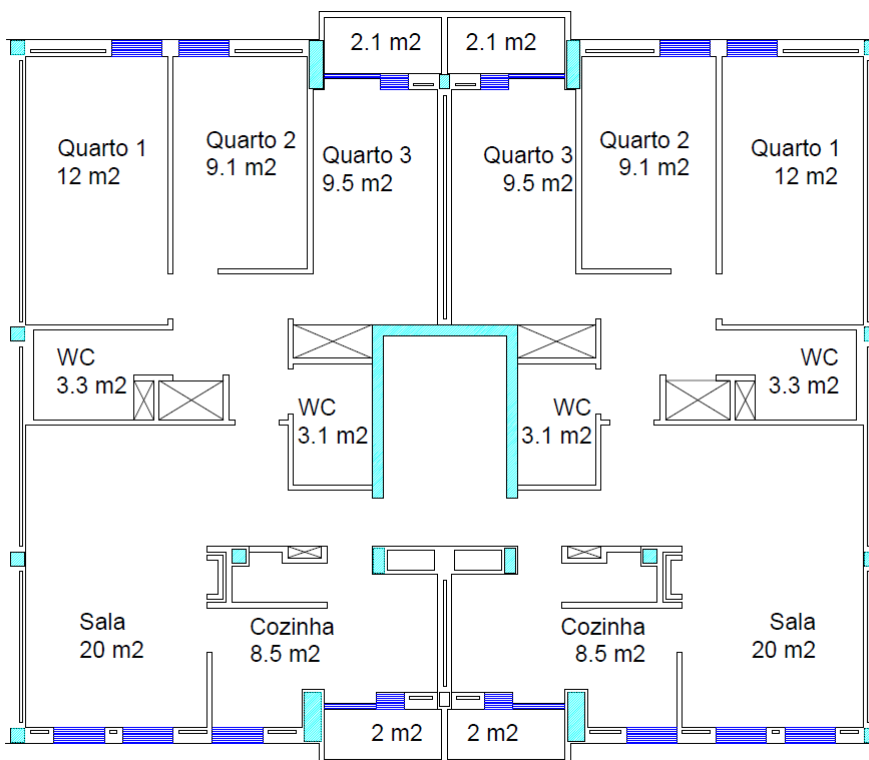 2.1 m2
2.1 m2
Quarto 1
12 m2
Quarto 2
9.1 m2
Quarto 3
9.5 m2
Quarto 3
9.5 m2
Quarto 2
9.1 m2
Quarto 1
12 m2
WC
3.3 m2
WC
3.1 m2
WC
3.1 m2
WC
3.3 m2
Sala
20 m2
Cozinha
8.5 m2
Cozinha
8.5 m2
Sala
20 m2
2 m2
2 m2